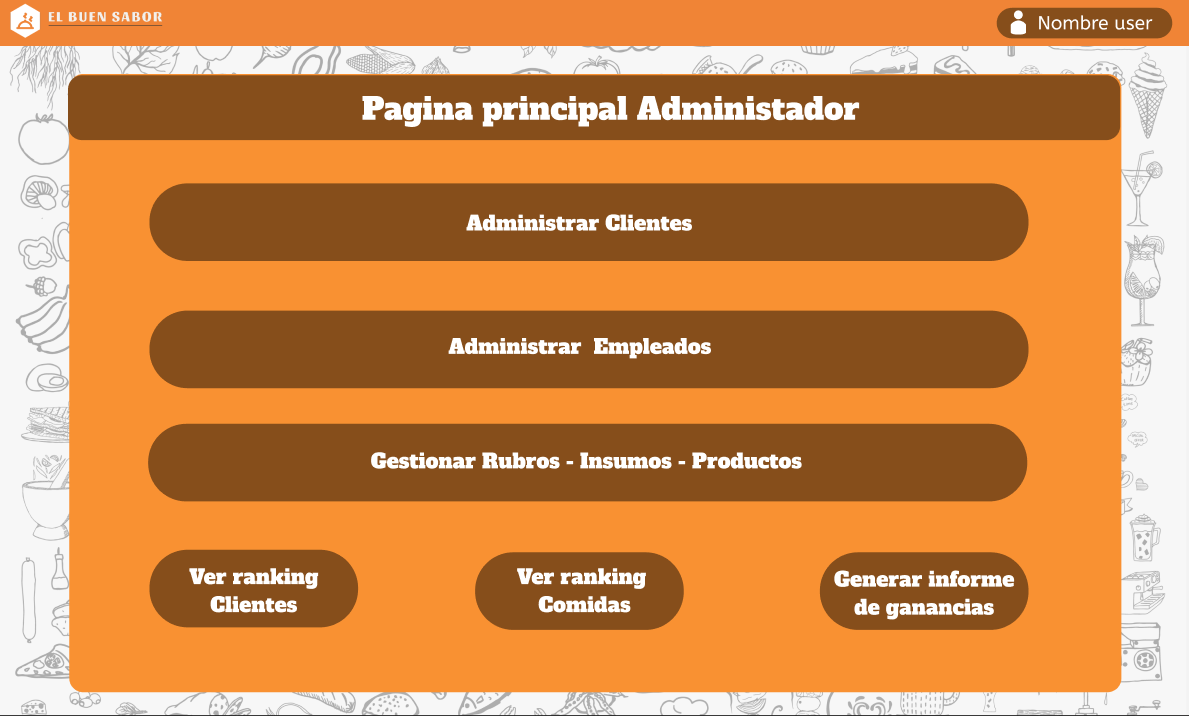 EL BUEN SABOR
Nombre user
Pagina principal Administador
Administrar Clientes
Administrar  Empleados
Gestionar Rubros - Insumos - Productos
Ver ranking
Clientes
Ver ranking
Comidas
Generar informe
de ganancias